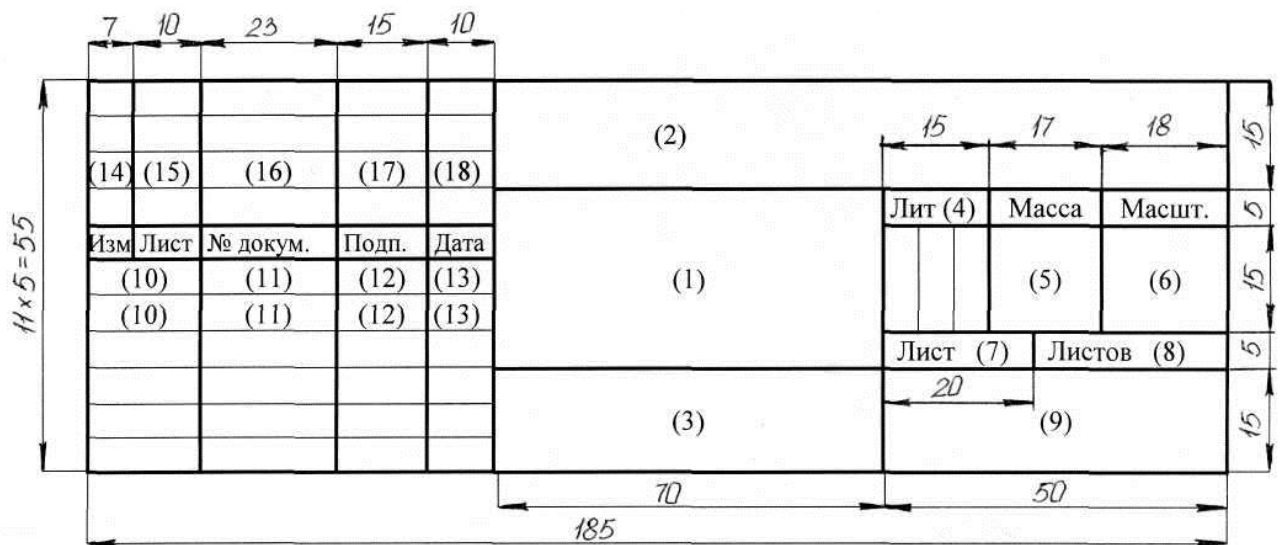 7 10 23 15 10
(2) 15 17 18 15
(14) (15) (16) (17) (18)
Лит (4) Масса Масшт. 5
Изм Лист № докум. Подп. Дата
11х5=55 (10) (11) (12) (13) (1) (5) (6) 15
(10) (11) (12) (13)
Лист (7) Листов (8) 5
20
(3) (9) 15
70 50
185